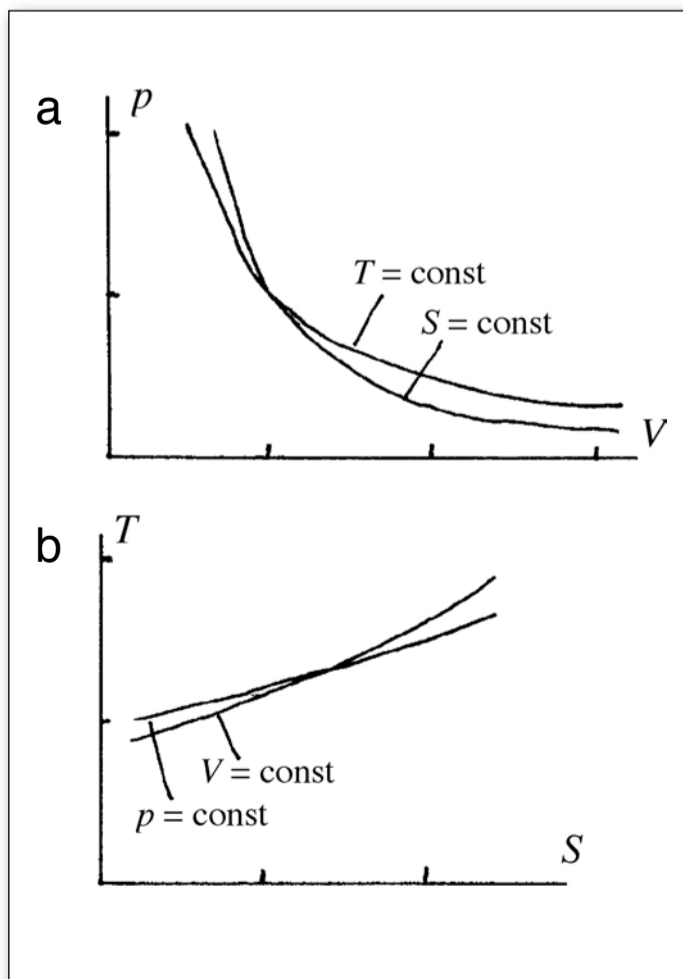 a
p
T = const
S = const
V
b
T
V = const
p = const
S